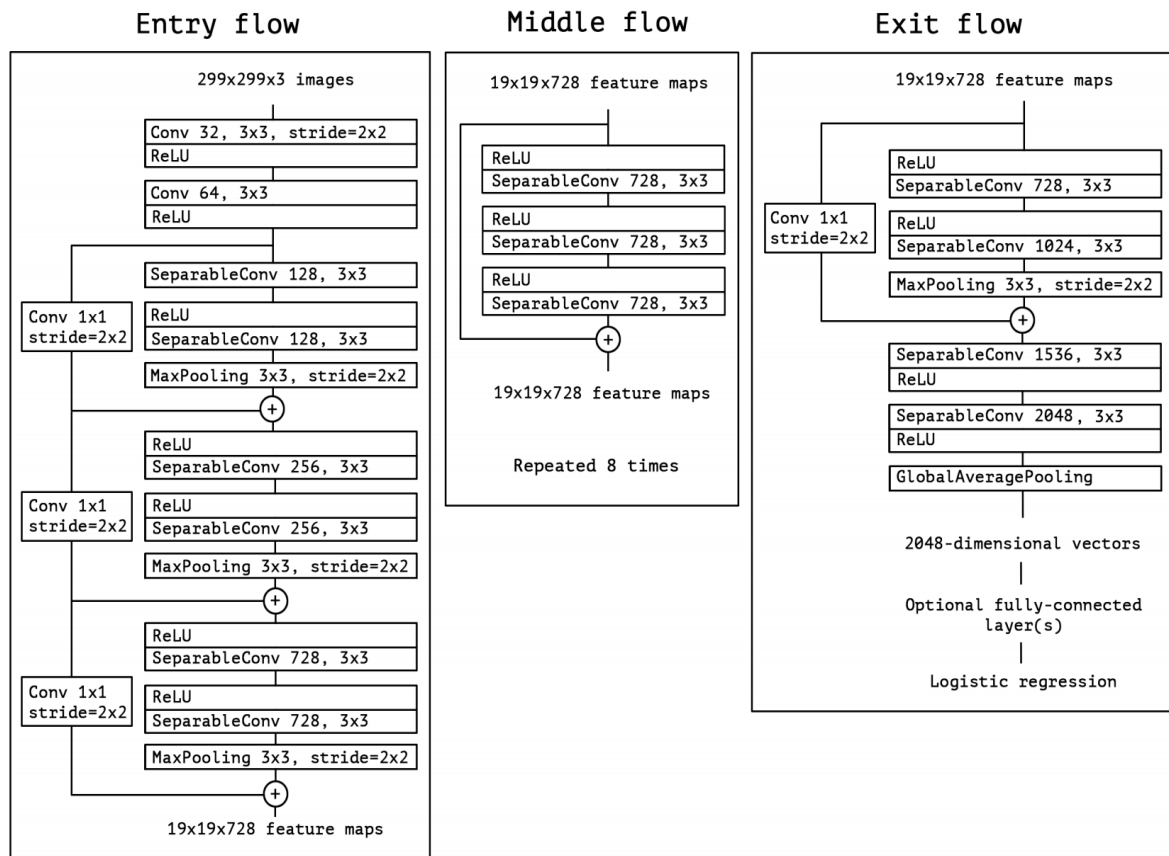 Entry flow
299x299x3 images
Conv 32, 3x3, stride=2x2
ReLU
Conv 64, 3x3
ReLU
SeparableConv 128, 3x3
Conv 1x1
stride=2x2
ReLU
SeparableConv 128, 3x3
MaxPooling 3x3, stride=2x2
+
ReLU
SeparableConv 256, 3x3
Conv 1x1
stride=2x2
ReLU
SeparableConv 256, 3x3
MaxPooling 3x3, stride=2x2
+
ReLU
SeparableConv 728, 3x3
Conv 1x1
stride=2x2
ReLU
SeparableConv 728, 3x3
MaxPooling 3x3, stride=2x2
+
19x19x728 feature maps
Middle flow
19x19x728 feature maps
ReLU
SeparableConv 728, 3x3
ReLU
SeparableConv 728, 3x3
ReLU
SeparableConv 728, 3x3
+
19x19x728 feature maps
Repeated 8 times
Exit flow
19x19x728 feature maps
ReLU
SeparableConv 728, 3x3
Conv 1x1
stride=2x2
ReLU
SeparableConv 1024, 3x3
MaxPooling 3x3, stride=2x2
+
SeparableConv 1536, 3x3
ReLU
SeparableConv 2048, 3x3
ReLU
GlobalAveragePooling
2048-dimensional vectors
Optional fully-connected
layer(s)
Logistic regression